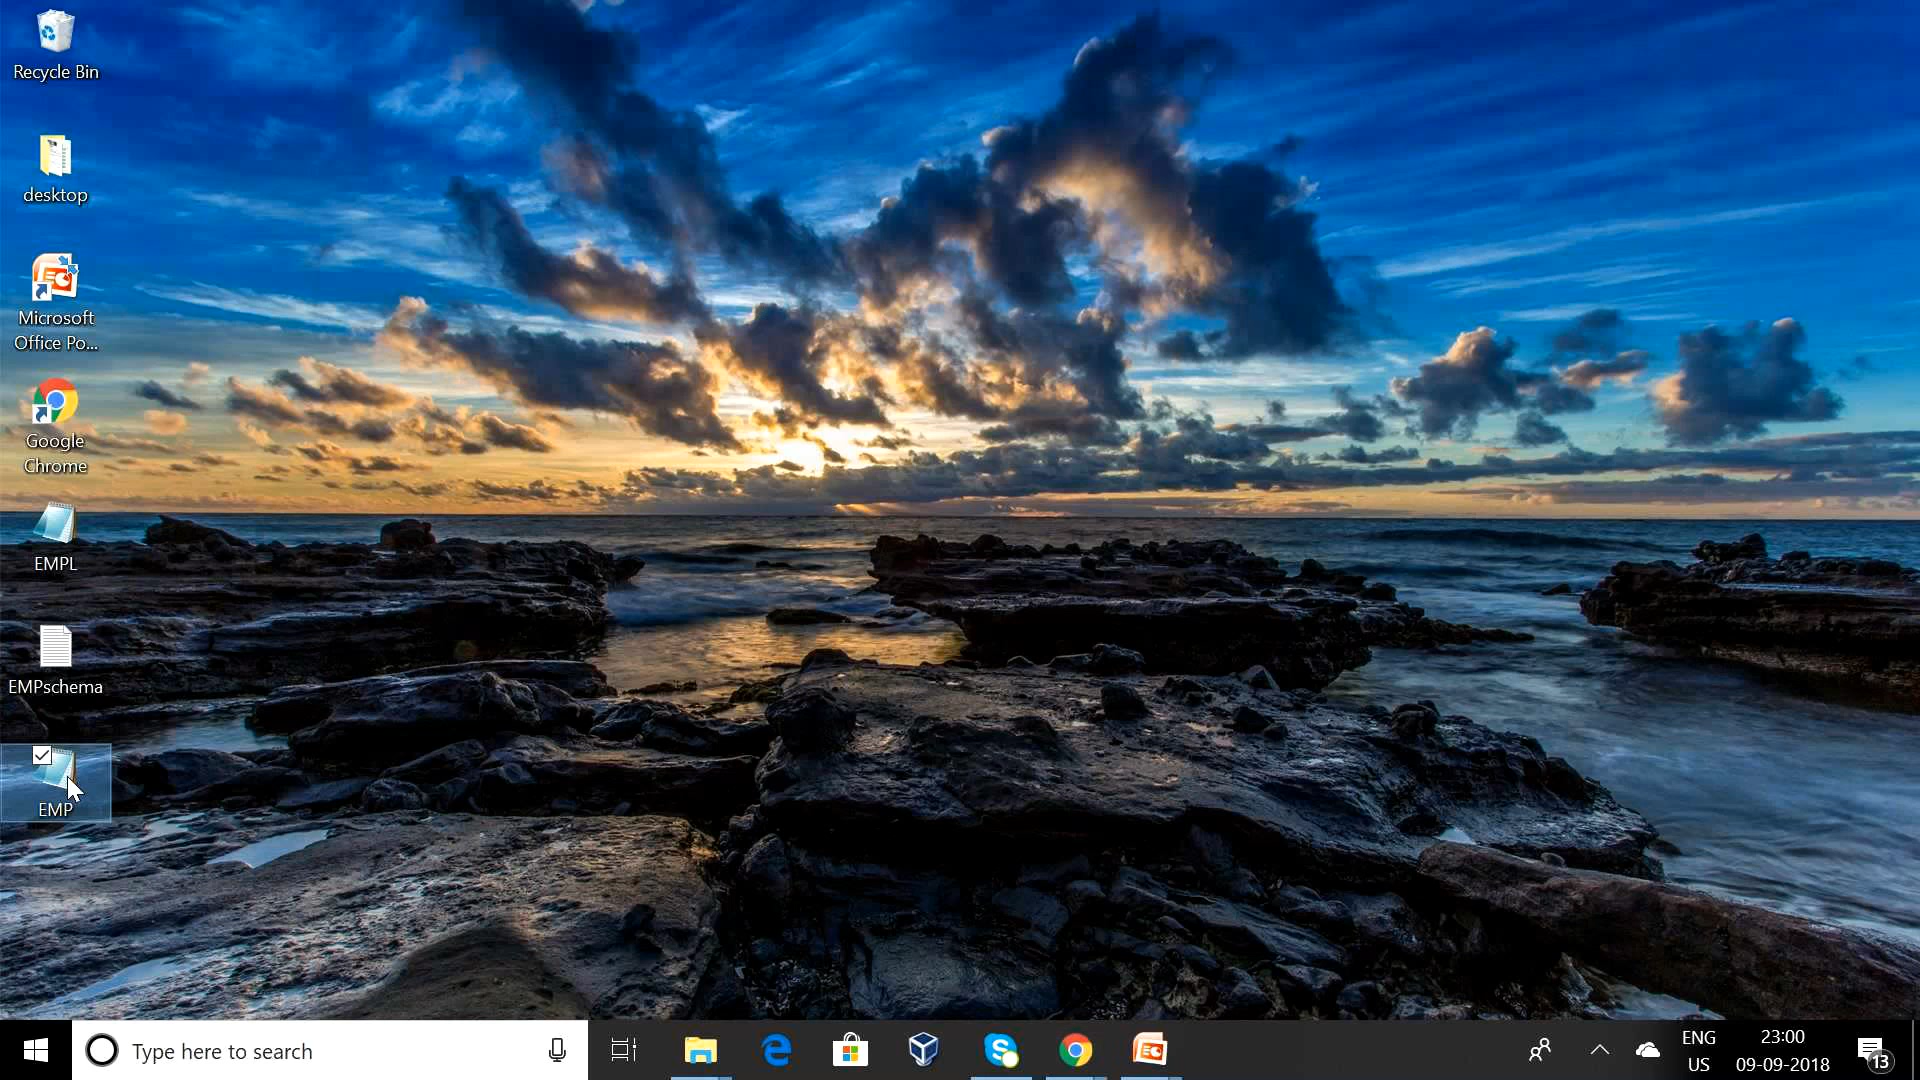 Recycle Bin
desktop
Microsoft
Office Po...
Google
Chrome
EMPL
EMPschema
EMP
Type here to search
ENG
US
23:00
09-09-2018
13